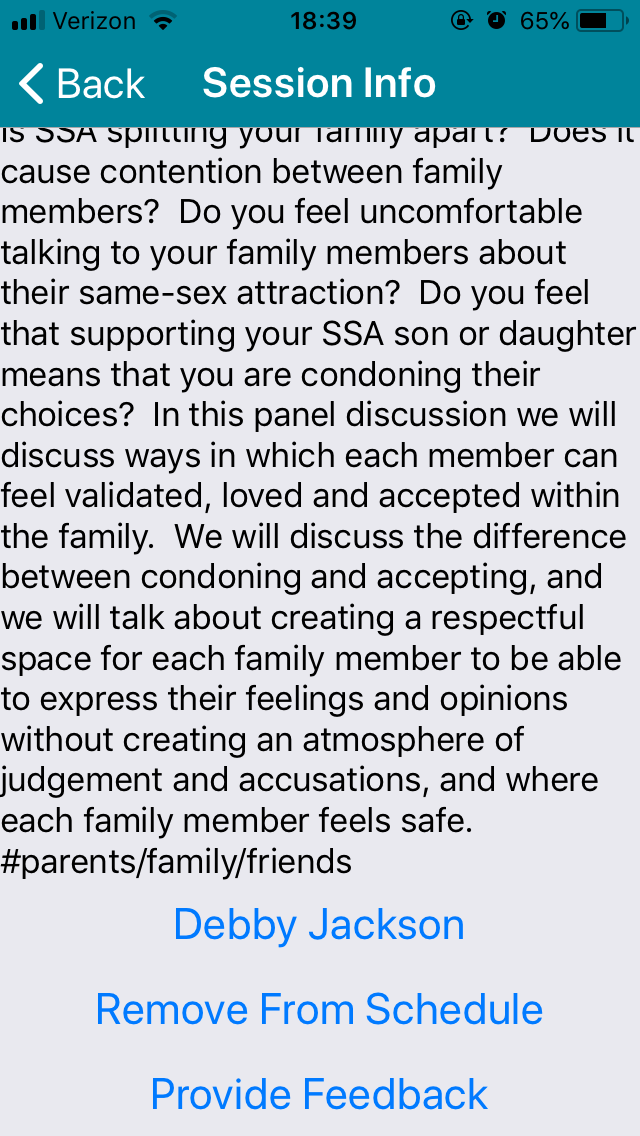 Verizon 18:39 65%
Back Session Info
is SSA splitting your family apart?  Does it
cause contention between family
members?  Do you feel uncomfortable
talking to your family members about
their same-sex attraction?  Do you feel
that supporting your SSA son or daughter
means that you are condoning their
choices?  In this panel discussion we will
discuss ways in which each member can
feel validated, loved and accepted within
the family.  We will discuss the difference
between condoning and accepting, and
we will talk about creating a respectful
space for each family member to be able
to express their feelings and opinions
without creating an atmosphere of
judgement and accusations, and where
each family member feels safe.
#parents/family/friends
Debby Jackson
Remove From Schedule
Provide Feedback